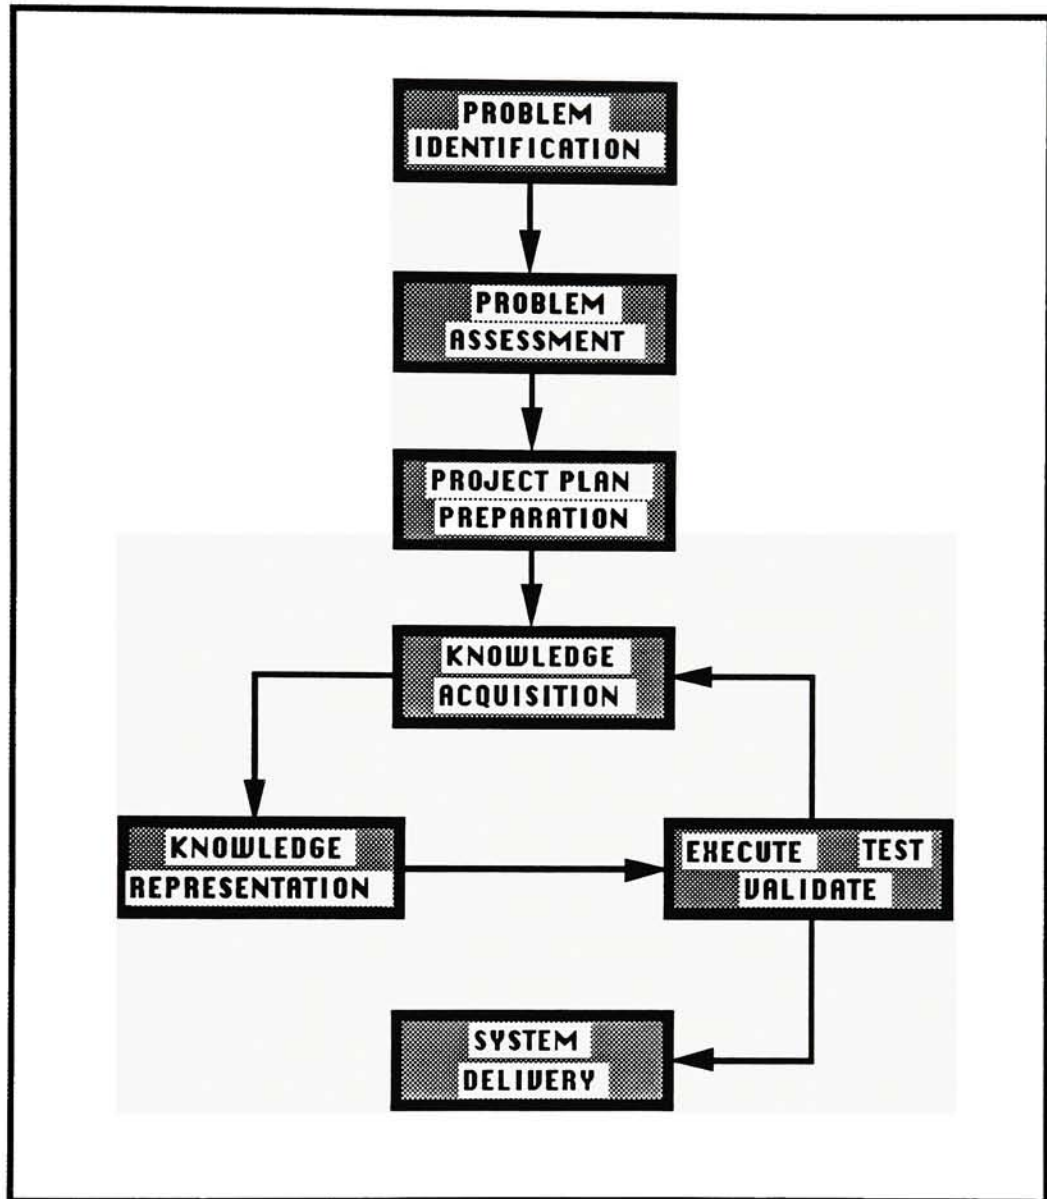 PROBLEM
IDENTIFICATION
PROBLEM
ASSESSMENT
PROJECT PLAN
PREPARATION
KNOWLEDGE
ACQUISITION
KNOWLEDGE
REPRESENTATION
EXECUTE TEST
VALIDATE
SYSTEM
DELIVERY